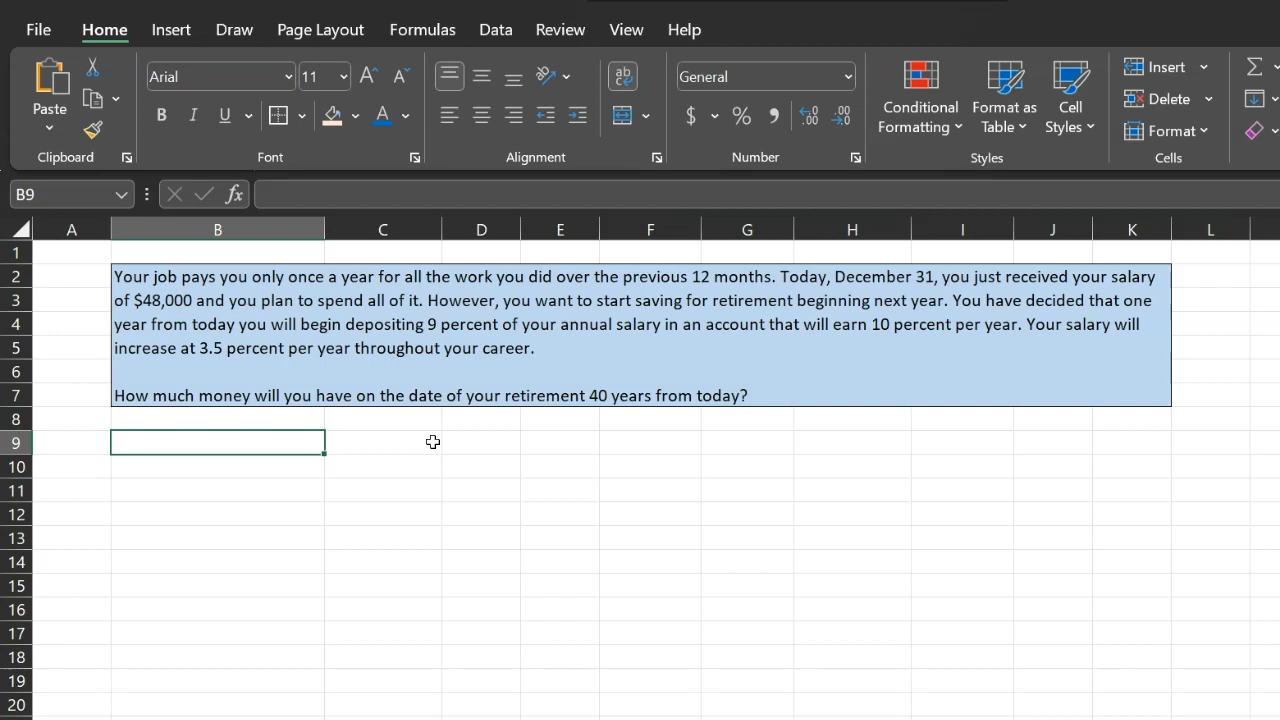 File Home Insert Draw Page Layout Formulas Data Review View Help
Paste
Arial 11
B I U A
General
$ % 9
Conditional Formatting
Format as Table
Cell Styles
Insert
Delete
Format
Clipboard Font Alignment Number Styles Cells
B9 fx
A B C D E F G H I J K L
1
2 Your job pays you only once a year for all the work you did over the previous 12 months. Today, December 31, you just received your salary
3 of $48,000 and you plan to spend all of it. However, you want to start saving for retirement beginning next year. You have decided that one
4 year from today you will begin depositing 9 percent of your annual salary in an account that will earn 10 percent per year. Your salary will
5 increase at 3.5 percent per year throughout your career.
6
7 How much money will you have on the date of your retirement 40 years from today?
8
9
10
11
12
13
14
15
16
17
18
19
20